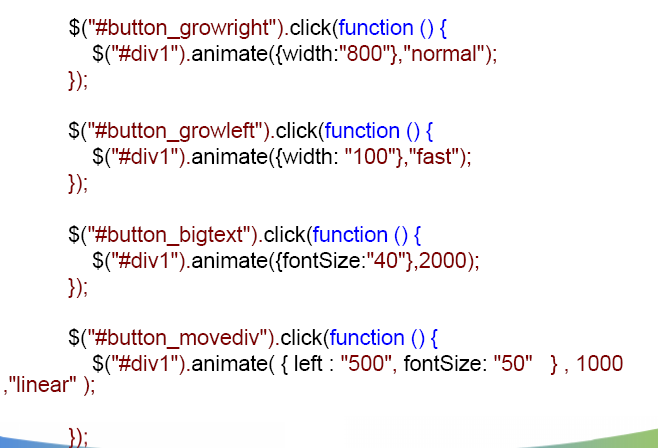 $("#button_growright").click(function () {
$("#div1").animate({width:"800"},"normal");
});
$("#button_growleft").click(function () {
$("#div1").animate({width: "100"},"fast");
});
$("#button_bigtext").click(function () {
$("#div1").animate({fontSize:"40"},2000);
});
$("#button_movediv").click(function () {
$("#div1").animate( { left : "500", fontSize: "50"   } , 1000
,"linear" );
});